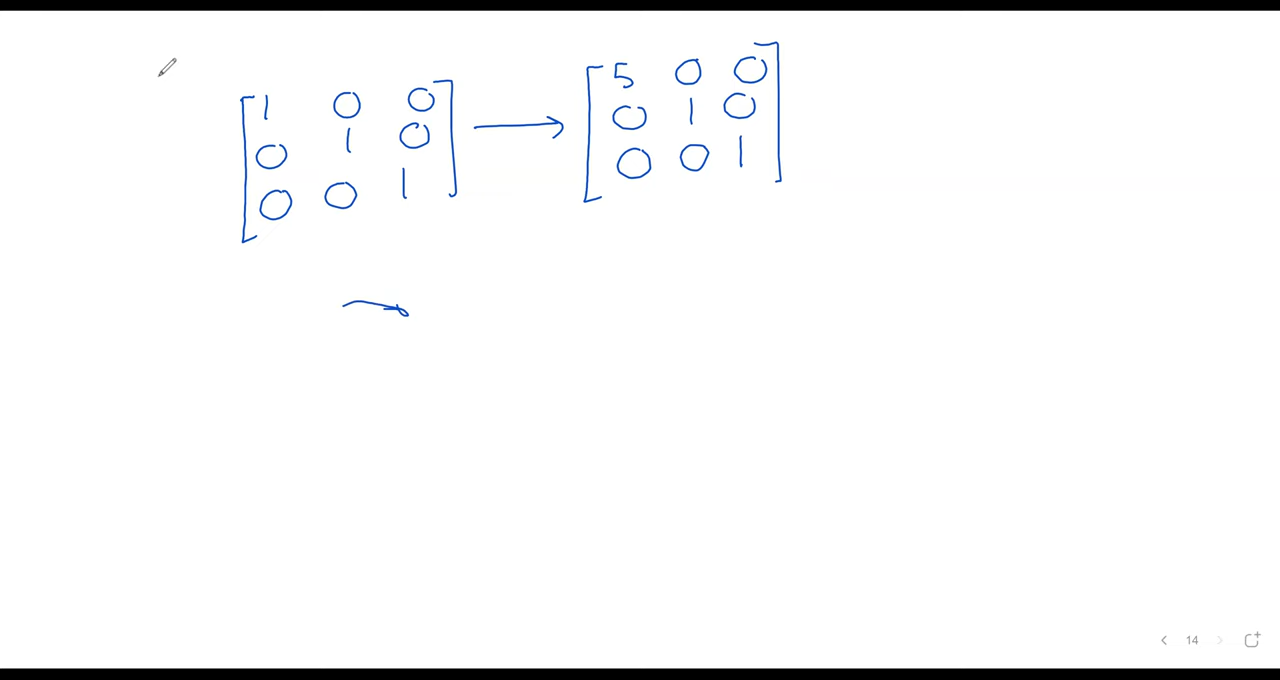 [1 0 0] → [5 0 0]
[0 1 0] [0 1 0]
[0 0 1] [0 0 1]
→
14